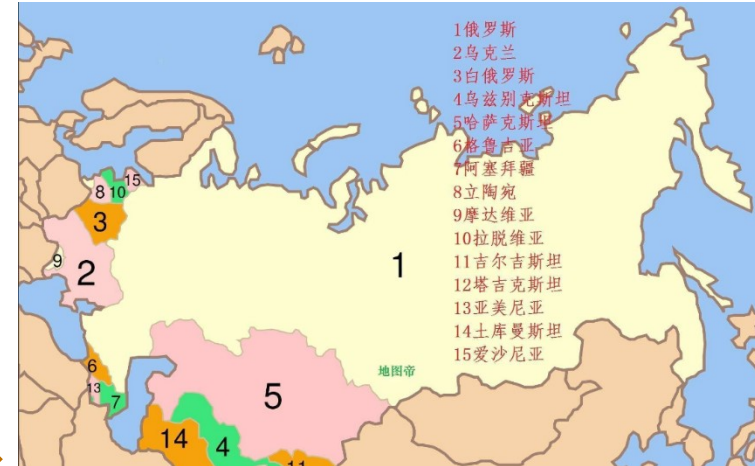 1俄罗斯
2乌克兰
3白俄罗斯
4乌兹别克斯坦
5哈萨克斯坦
6格鲁吉亚
7阿塞拜疆
8立陶宛
9摩达维亚
10拉脱维亚
11吉尔吉斯坦
12塔吉克斯坦
13亚美尼亚
14土库曼斯坦
15爱沙尼亚
8
10
15
3
9
2
1
地图帝
6
13
7
5
14
4
11